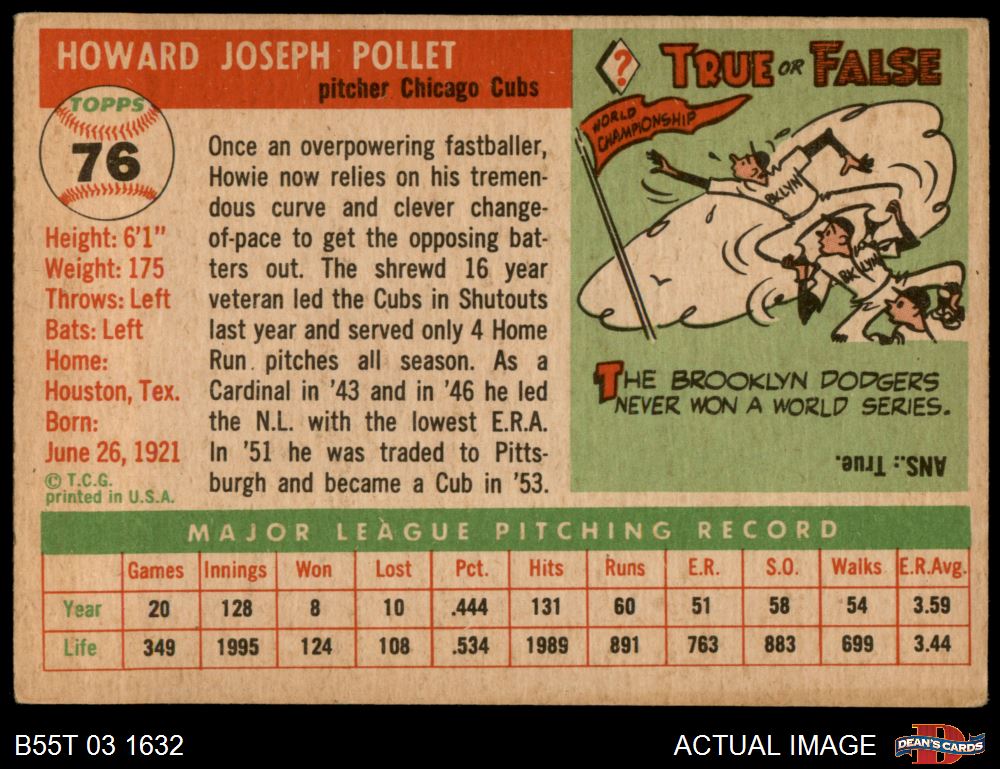 HOWARD JOSEPH POLLET
pitcher Chicago Cubs
TOPPS
76
Height: 6'1"
Weight: 175
Throws: Left
Bats: Left
Home:
Houston, Tex.
Born:
June 26, 1921
© T.C.G.
printed in U.S.A.
Once an overpowering fastballer,
Howie now relies on his tremen-
dous curve and clever change-
of-pace to get the opposing bat-
ters out. The shrewd 16 year
veteran led the Cubs in Shutouts
last year and served only 4 Home
Run pitches all season. As a
Cardinal in '43 and in '46 he led
the N.L. with the lowest E.R.A.
In '51 he was traded to Pitts-
burgh and became a Cub in '53.
? TRUE OR FALSE
WORLD
CHAMPIONSHIP
BKLYN
BKLYN
THE BROOKLYN DODGERS
NEVER WON A WORLD SERIES.
ANS.: True.
MAJOR LEAGUE PITCHING RECORD
Games Innings Won Lost Pct. Hits Runs E.R. S.O. Walks E.R.Avg.
Year 20 128 8 10 .444 131 60 51 58 54 3.59
Life 349 1995 124 108 .534 1989 891 763 883 699 3.44
B55T 03 1632
ACTUAL IMAGE
D
DEAN'S CARDS